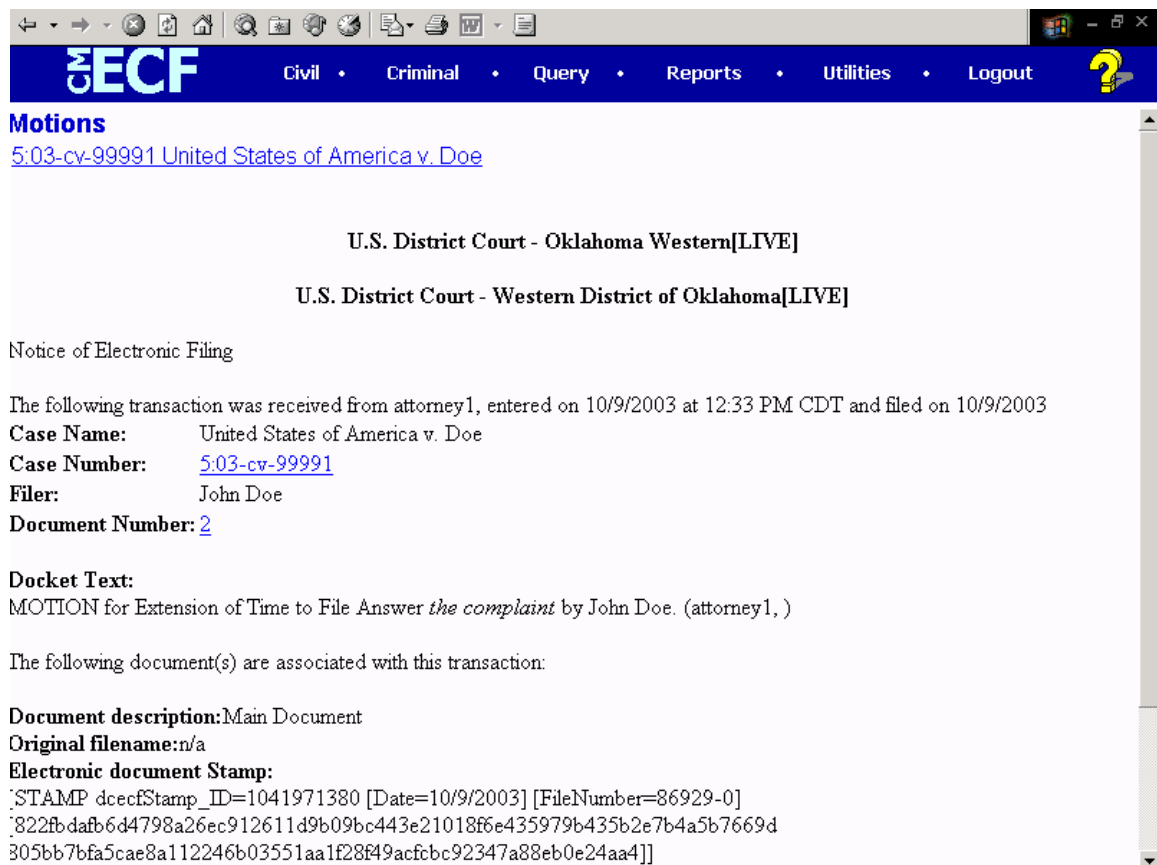 CM ECF Civil • Criminal • Query • Reports • Utilities • Logout ?
Motions
5:03-cv-99991 United States of America v. Doe
U.S. District Court - Oklahoma Western[LIVE]
U.S. District Court - Western District of Oklahoma[LIVE]
Notice of Electronic Filing
The following transaction was received from attorney1, entered on 10/9/2003 at 12:33 PM CDT and filed on 10/9/2003
Case Name: United States of America v. Doe
Case Number: 5:03-cv-99991
Filer: John Doe
Document Number: 2
Docket Text:
MOTION for Extension of Time to File Answer the complaint by John Doe. (attorney1, )
The following document(s) are associated with this transaction:
Document description:Main Document
Original filename:n/a
Electronic document Stamp:
[STAMP dcecfStamp_ID=1041971380 [Date=10/9/2003] [FileNumber=86929-0]
[822fbdafb6d4798a26ec912611d9b09bc443e21018f6e435979b435b2e7b4a5b7669d
805bb7bfa5cae8a112246b03551aa1f28f49acfcbc92347a88eb0e24aa4]]